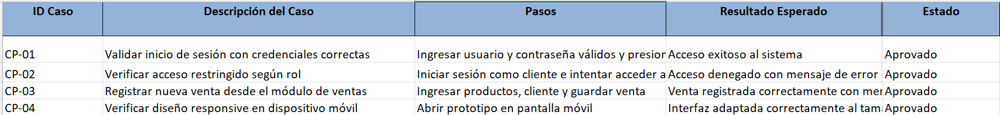 ID Caso Descripción del Caso Pasos Resultado Esperado Estado
CP-01 Validar inicio de sesión con credenciales correctas Ingresar usuario y contraseña válidos y presior Acceso exitoso al sistema Aprovado
CP-02 Verificar acceso restringido según rol Iniciar sesión como cliente e intentar acceder a Acceso denegado con mensaje de error Aprovado
CP-03 Registrar nueva venta desde el módulo de ventas Ingresar productos, cliente y guardar venta Venta registrada correctamente con mer Aprovado
CP-04 Verificar diseño responsive en dispositivo móvil Abrir prototipo en pantalla móvil Interfaz adaptada correctamente al tama Aprovado